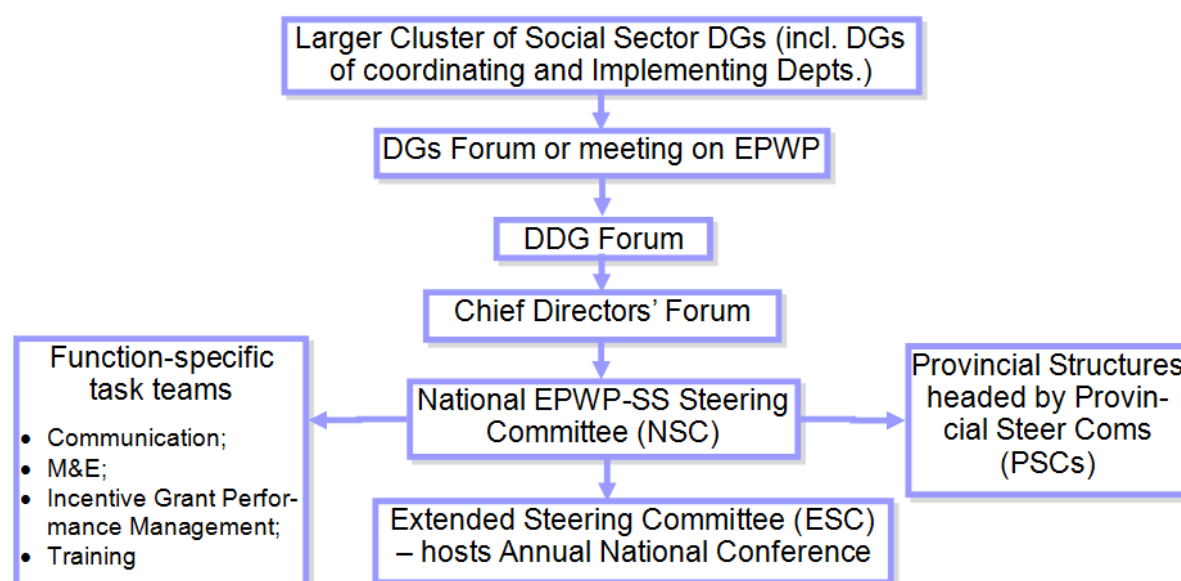 Larger Cluster of Social Sector DGs (incl. DGs
of coordinating and Implementing Depts.)
DGs Forum or meeting on EPWP
DDG Forum
Chief Directors’ Forum
Function-specific
task teams
• Communication;
• M&E;
• Incentive Grant Perfor-
mance Management;
• Training
National EPWP-SS Steering
Committee (NSC)
Provincial Structures
headed by Provin-
cial Steer Coms
(PSCs)
Extended Steering Committee (ESC)
– hosts Annual National Conference